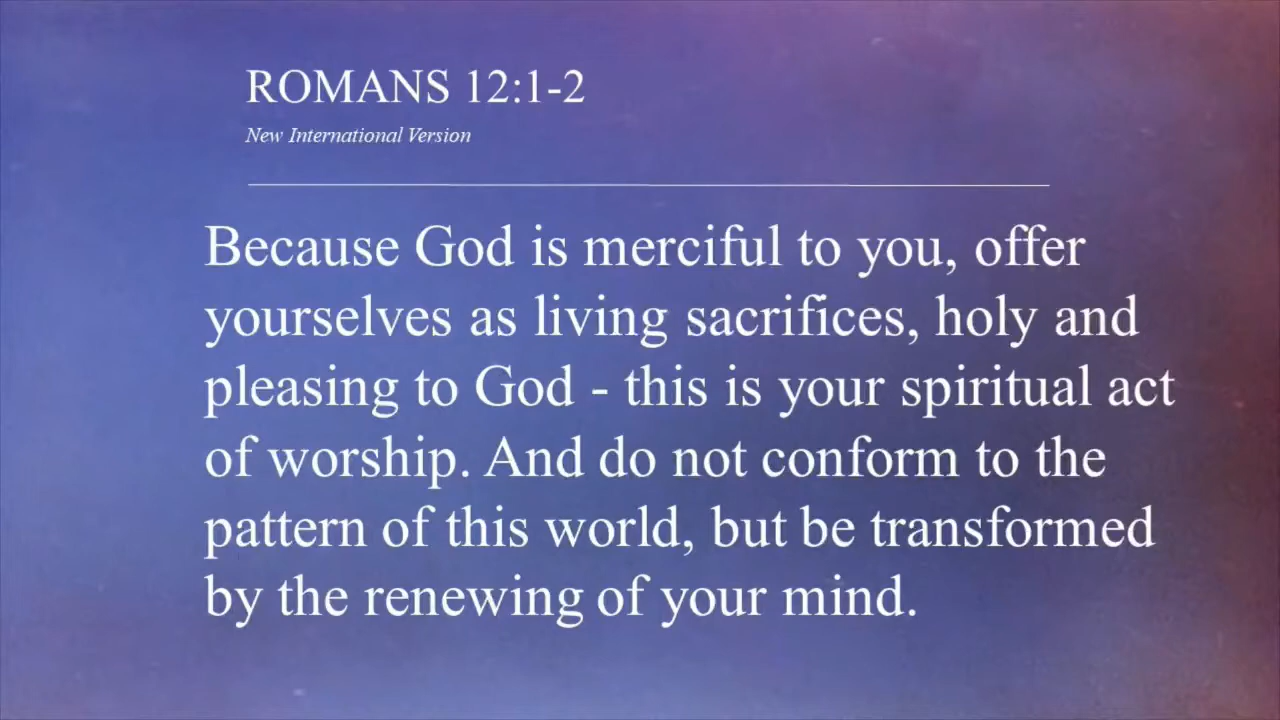 ROMANS 12:1-2
New International Version
Because God is merciful to you, offer
yourselves as living sacrifices, holy and
pleasing to God - this is your spiritual act
of worship. And do not conform to the
pattern of this world, but be transformed
by the renewing of your mind.